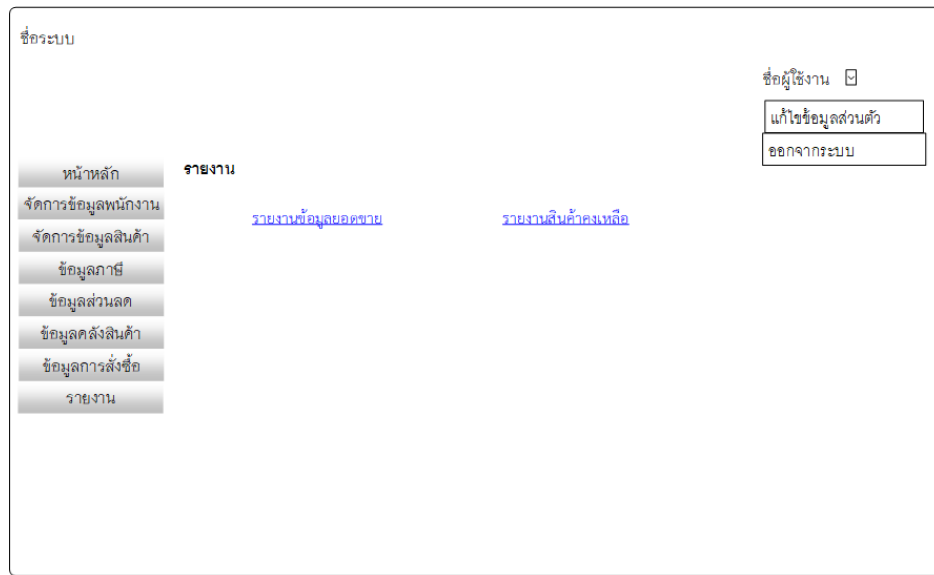 ชื่อระบบ
ชื่อผู้ใช้งาน
แก้ไขข้อมูลส่วนตัว
ออกจากระบบ
หน้าหลัก
จัดการข้อมูลพนักงาน
จัดการข้อมูลสินค้า
ข้อมูลภาษี
ข้อมูลส่วนลด
ข้อมูลคลังสินค้า
ข้อมูลการสั่งซื้อ
รายงาน
รายงาน
รายงานข้อมูลยอดขาย
รายงานสินค้าคงเหลือ